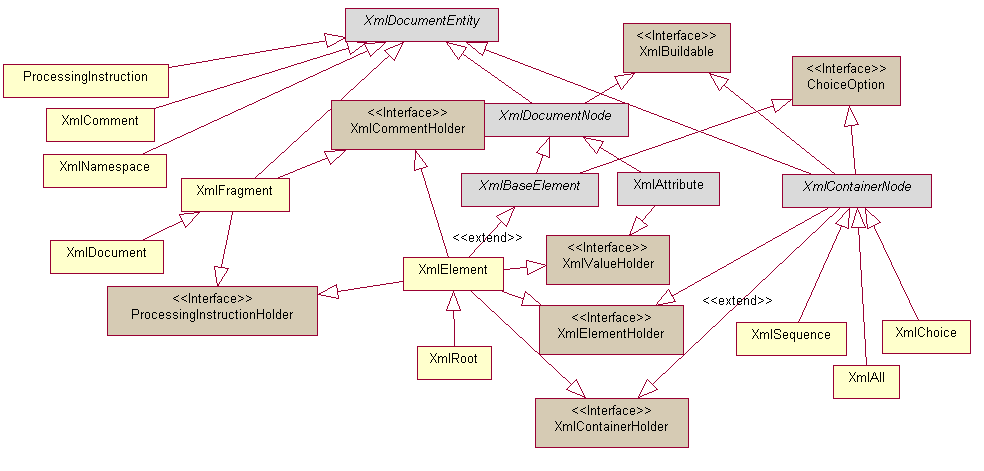 XmlDocumentEntity
<<Interface>>
XmlBuildable
ProcessingInstruction
<<Interface>>
ChoiceOption
XmlComment
<<Interface>>
XmlCommentHolder
XmlDocumentNode
XmlNamespace
XmlFragment
XmlBaseElement
XmlAttribute
XmlContainerNode
XmlDocument
<<extend>>
<<Interface>>
XmlValueHolder
XmlElement
<<Interface>>
ProcessingInstructionHolder
<<extend>>
<<Interface>>
XmlElementHolder
XmlSequence
XmlChoice
XmlRoot
XmlAll
<<Interface>>
XmlContainerHolder